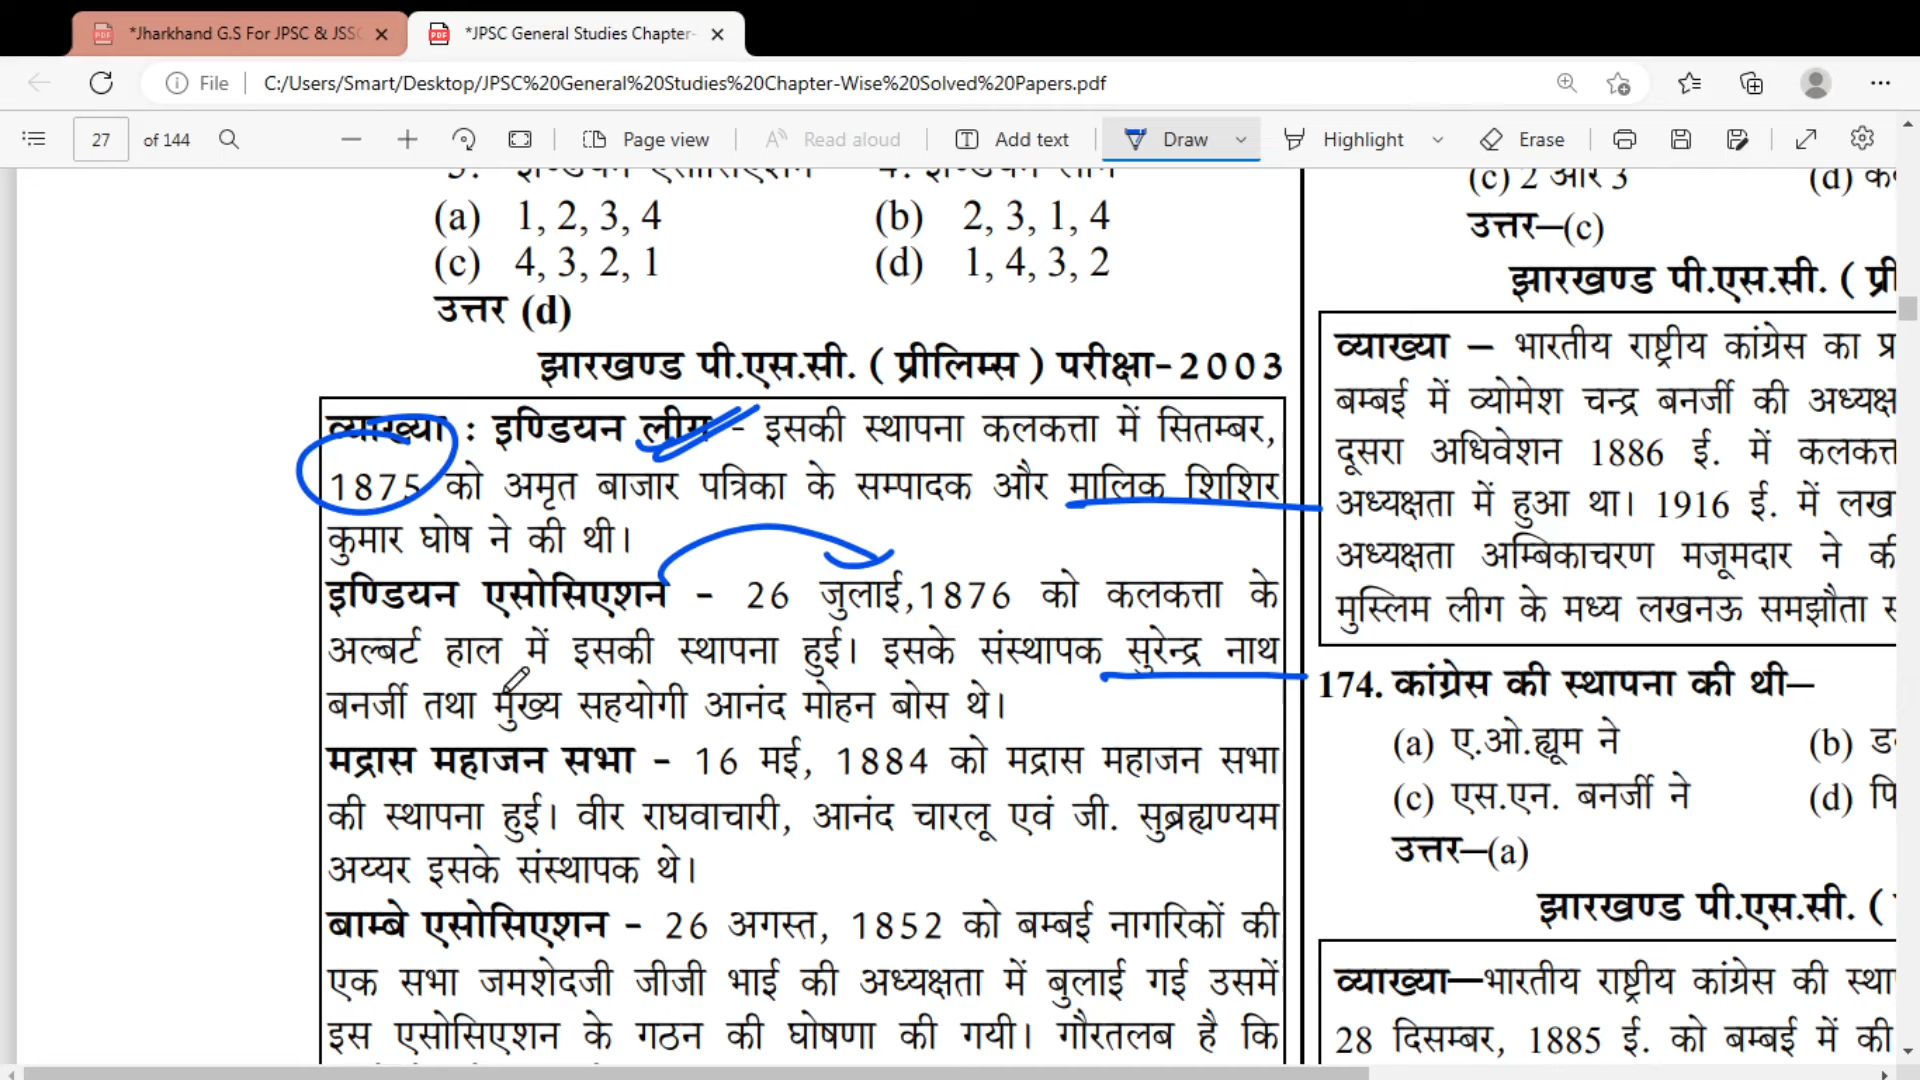 *Jharkhand G.S For JPSC & JSSC
*JPSC General Studies Chapter-
File
C:/Users/Smart/Desktop/JPSC%20General%20Studies%20Chapter-Wise%20Solved%20Papers.pdf
27 of 144
Page view
Read aloud
Add text
Draw
Highlight
Erase
(a) 1, 2, 3, 4 (b) 2, 3, 1, 4
(c) 4, 3, 2, 1 (d) 1, 4, 3, 2
उत्तर (d)
झारखण्ड पी.एस.सी. ( प्रीलिम्स ) परीक्षा-2003
व्याख्या : इण्डियन लीग - इसकी स्थापना कलकत्ता में सितम्बर,
1875 को अमृत बाजार पत्रिका के सम्पादक और मालिक शिशिर
कुमार घोष ने की थी।
इण्डियन एसोसिएशन - 26 जुलाई,1876 को कलकत्ता के
अल्बर्ट हाल में इसकी स्थापना हुई। इसके संस्थापक सुरेन्द्र नाथ
बनर्जी तथा मुख्य सहयोगी आनंद मोहन बोस थे।
मद्रास महाजन सभा - 16 मई, 1884 को मद्रास महाजन सभा
की स्थापना हुई। वीर राघवाचारी, आनंद चारलू एवं जी. सुब्रह्मण्यम
अय्यर इसके संस्थापक थे।
बाम्बे एसोसिएशन - 26 अगस्त, 1852 को बम्बई नागरिकों की
एक सभा जमशेदजी जीजी भाई की अध्यक्षता में बुलाई गई उसमें
इस एसोसिएशन के गठन की घोषणा की गयी। गौरतलब है कि
(c) 2 और 3 (d)
उत्तर–(c)
झारखण्ड पी.एस.सी. (
व्याख्या – भारतीय राष्ट्रीय कांग्रेस का
बम्बई में व्योमेश चन्द्र बनर्जी की
दूसरा अधिवेशन 1886 ई. में
अध्यक्षता में हुआ था। 1916 ई. में
अध्यक्षता अम्बिकाचरण मजूमदार ने
मुस्लिम लीग के मध्य लखनऊ समझौता
174. कांग्रेस की स्थापना की थी–
(a) ए.ओ.ह्यूम ने (b)
(c) एस.एन. बनर्जी ने (d)
उत्तर–(a)
झारखण्ड पी.एस.सी. (
व्याख्या–भारतीय राष्ट्रीय कांग्रेस की
28 दिसम्बर, 1885 ई. को बम्बई में की